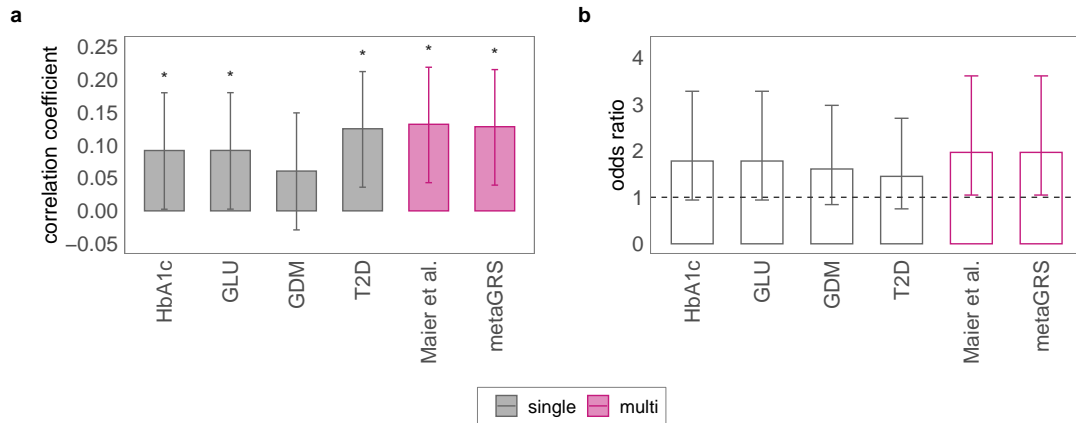 a
correlation coefficient
0.25
0.20
0.15
0.10
0.05
0.00
−0.05
*
*
*
*
*
HbA1c
GLU
GDM
T2D
Maier et al.
metaGRS
b
odds ratio
4
3
2
1
0
HbA1c
GLU
GDM
T2D
Maier et al.
metaGRS
single
multi